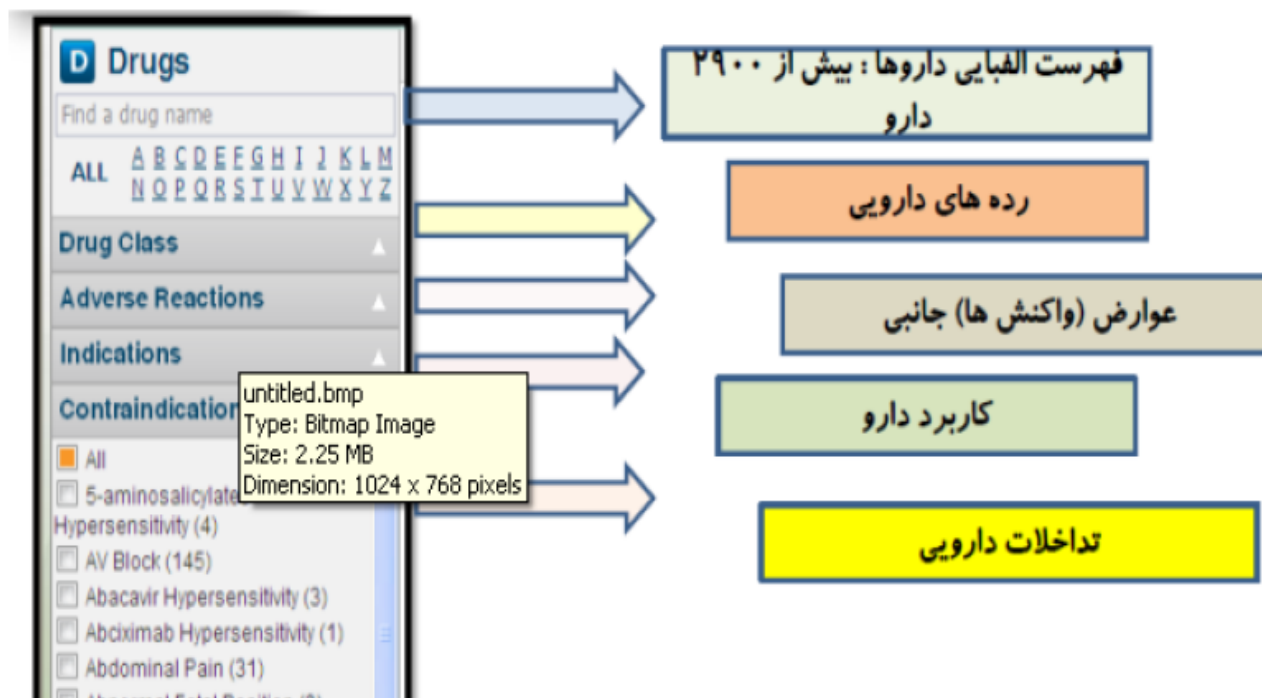 D Drugs
Find a drug name
ALL A B C D E F G H I J K L M
N O P Q R S T U V W X Y Z
Drug Class
Adverse Reactions
Indications
Contraindication
All
5-aminosalicylate
Hypersensitivity (4)
AV Block (145)
Abacavir Hypersensitivity (3)
Abciximab Hypersensitivity (1)
Abdominal Pain (31)
untitled.bmp
Type: Bitmap Image
Size: 2.25 MB
Dimension: 1024 x 768 pixels
فهرست الفبایی داروها : بیش از ۲۹۰۰
دارو
رده های دارویی
عوارض (واکنش ها) جانبی
کاربرد دارو
تداخلات دارویی